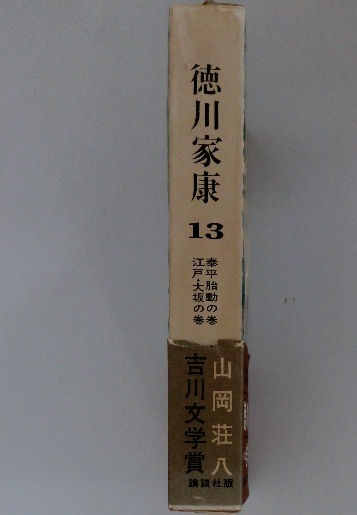 徳川家康
13
泰平胎動の巻
江戸・大坂の巻
山岡荘八
吉川文学賞
講談社版